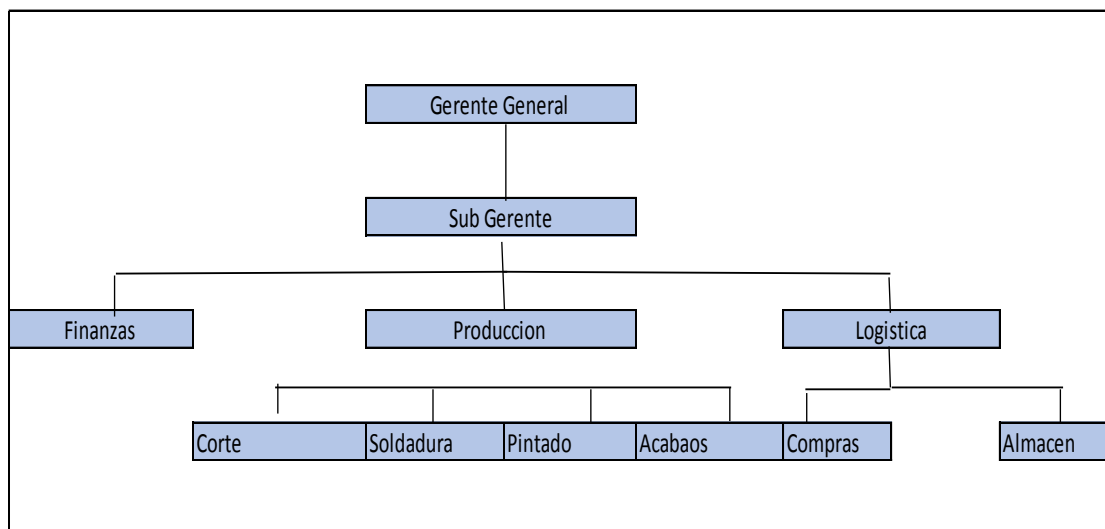 Gerente General
Sub Gerente
Finanzas
Produccion
Logistica
Corte
Soldadura
Pintado
Acabaos
Compras
Almacen